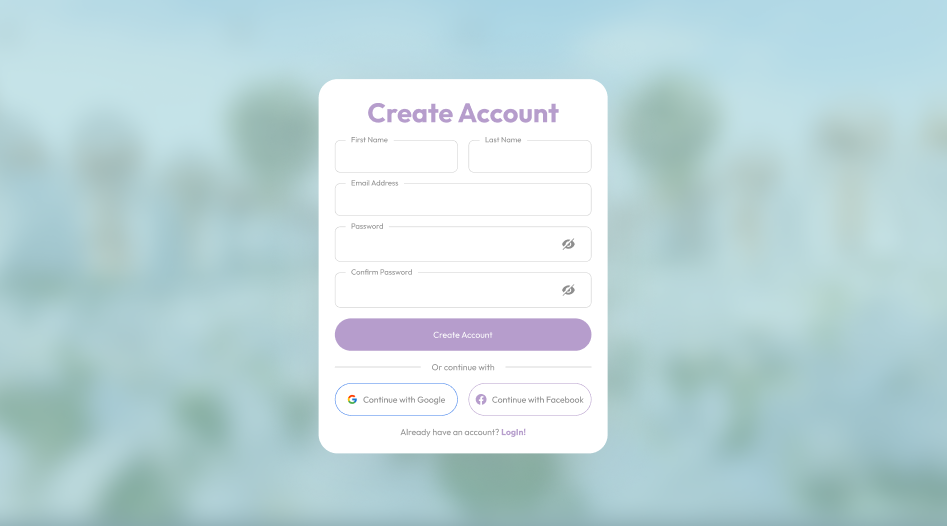 Create Account
First Name Last Name
Email Address
Password
Confirm Password
Create Account
Or continue with
Continue with Google Continue with Facebook
Already have an account? LogIn!